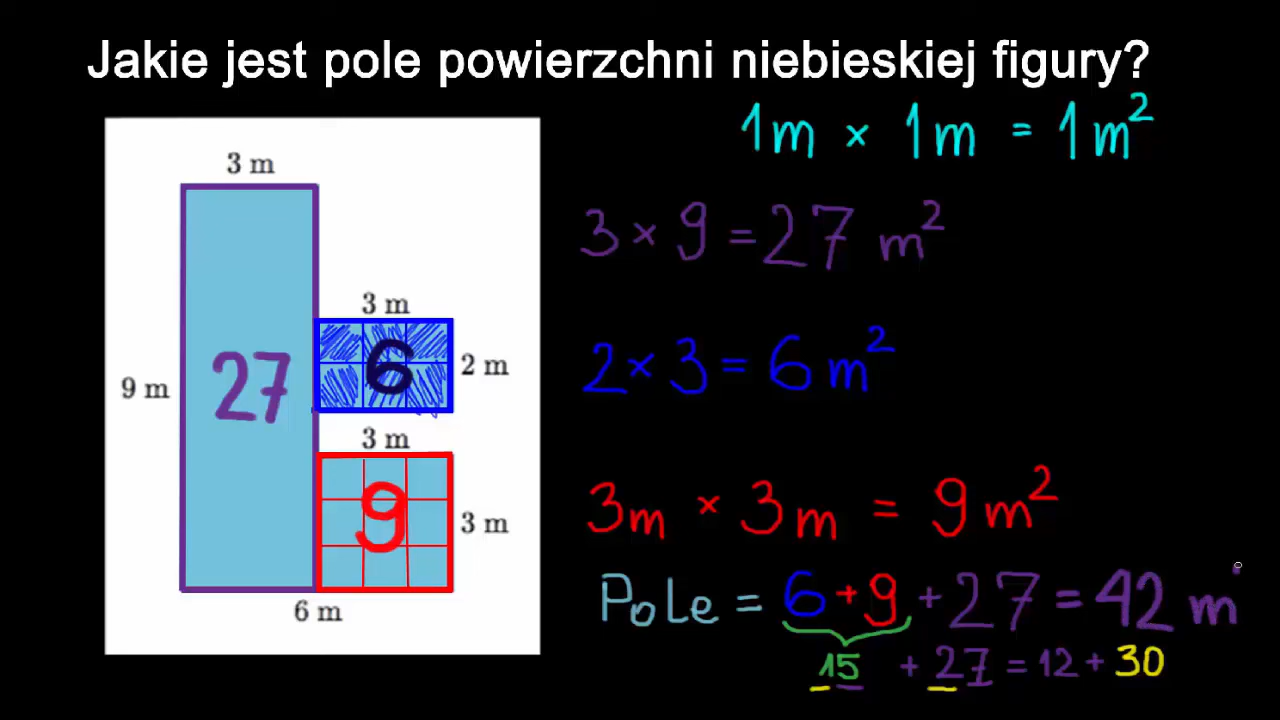 Jakie jest pole powierzchni niebieskiej figury?
1m × 1m = 1m²
3 m
3 × 9 = 27 m²
3 m
6
2 m
2 × 3 = 6 m²
27
9 m
3 m
9
3 m
3m × 3m = 9m²
6 m
Pole = 6 + 9 + 27 = 42 m
15 + 27 = 12 + 30